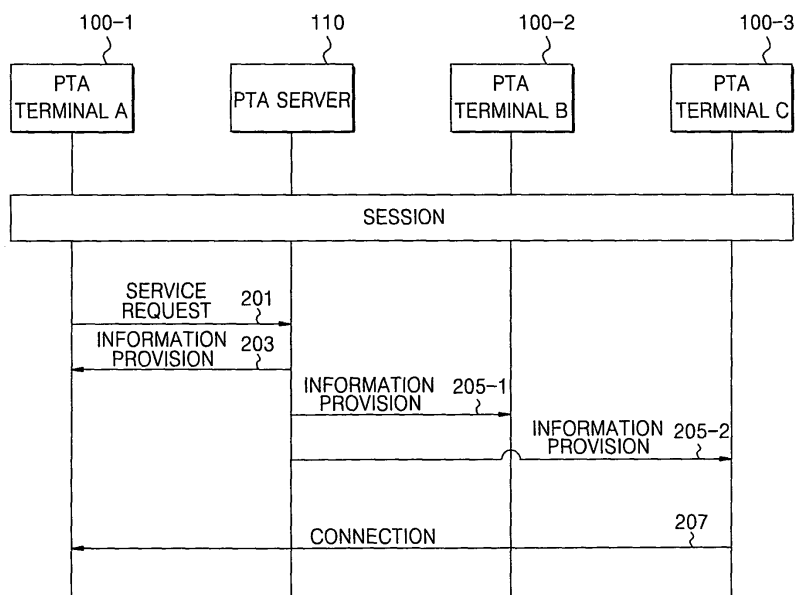 100-1
110
100-2
100-3
PTA
TERMINAL A
PTA SERVER
PTA
TERMINAL B
PTA
TERMINAL C
SESSION
SERVICE
REQUEST
201
INFORMATION
PROVISION
203
INFORMATION
PROVISION
205-1
INFORMATION
PROVISION
205-2
CONNECTION
207